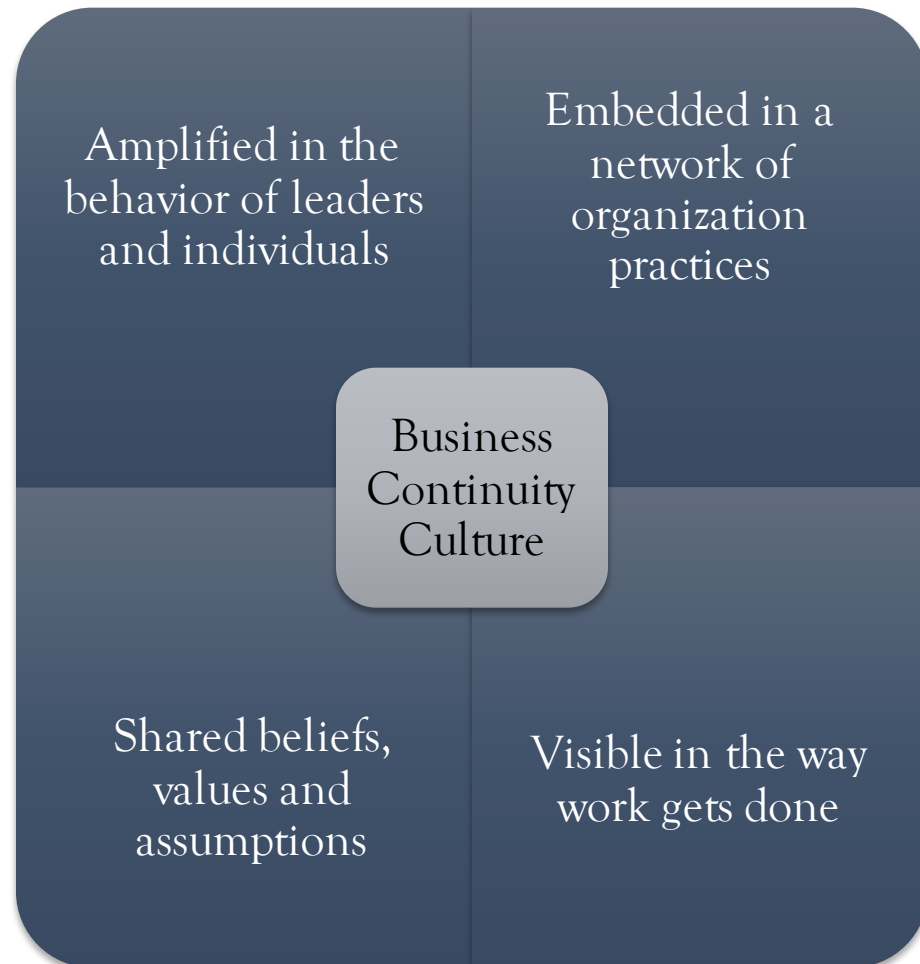 Amplified in the
behavior of leaders
and individuals
Embedded in a
network of
organization
practices
Business
Continuity
Culture
Shared beliefs,
values and
assumptions
Visible in the way
work gets done